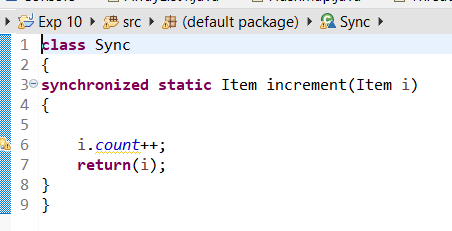 Exp 10 src (default package) Sync
1 class Sync
2 {
3 synchronized static Item increment(Item i)
4 {
5
6 i.count++;
7 return(i);
8 }
9 }